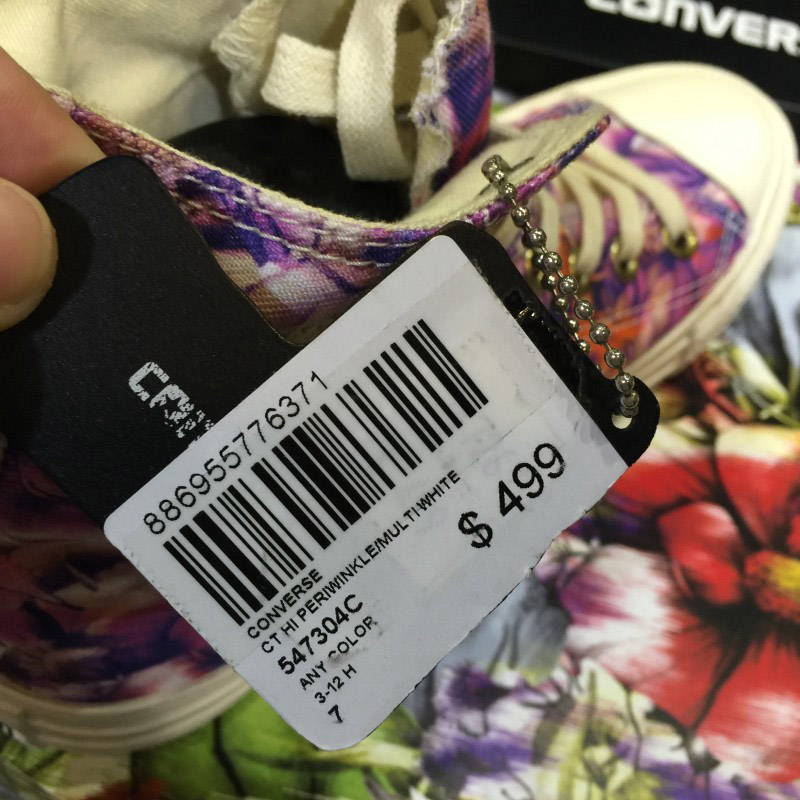 CONVERSE
886955776371
$ 499
CONVERSE
CT HI PERIWINKLE/MULTI WHITE
547304C
ANY COLOR
3-12 H
7